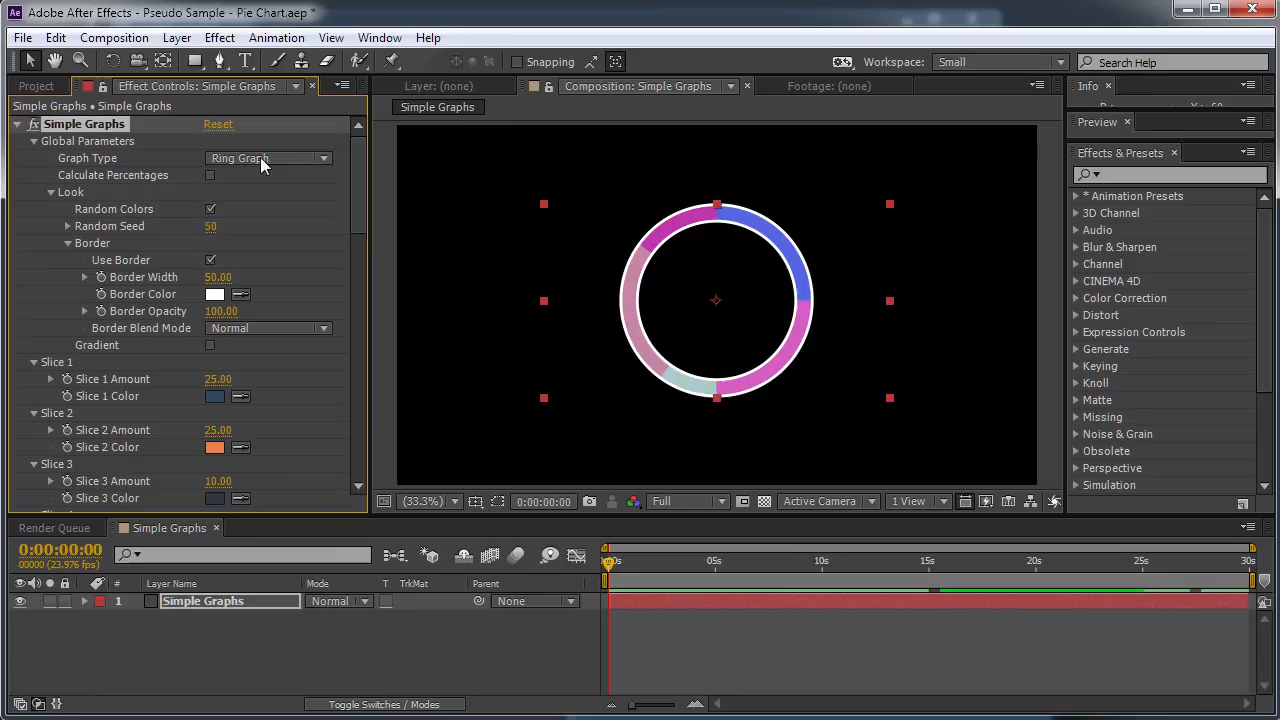 Adobe After Effects - Pseudo Sample - Pie Chart.aep *
File Edit Composition Layer Effect Animation View Window Help
Snapping Workspace: Small Search Help
Project Effect Controls: Simple Graphs Layer: (none) Composition: Simple Graphs Footage: (none) Info
Simple Graphs • Simple Graphs
Simple Graphs
Preview
Effects & Presets
fx Simple Graphs Reset
Global Parameters
Graph Type Ring Graph
Calculate Percentages
Look
Random Colors
Random Seed 50
Border
Use Border
Border Width 50.00
Border Color
Border Opacity 100.00
Border Blend Mode Normal
Gradient
Slice 1
Slice 1 Amount 25.00
Slice 1 Color
Slice 2
Slice 2 Amount 25.00
Slice 2 Color
Slice 3
Slice 3 Amount 10.00
Slice 3 Color
* Animation Presets
3D Channel
Audio
Blur & Sharpen
Channel
CINEMA 4D
Color Correction
Distort
Expression Controls
Generate
Keying
Knoll
Matte
Missing
Noise & Grain
Obsolete
Perspective
Simulation
(33.3%) 0:00:00:00 Full Active Camera 1 View
Render Queue Simple Graphs
0:00:00:00
00000 (23.976 fps)
05s 10s 15s 20s 25s 30s
# Layer Name Mode T TrkMat Parent
1 Simple Graphs Normal None
Toggle Switches / Modes